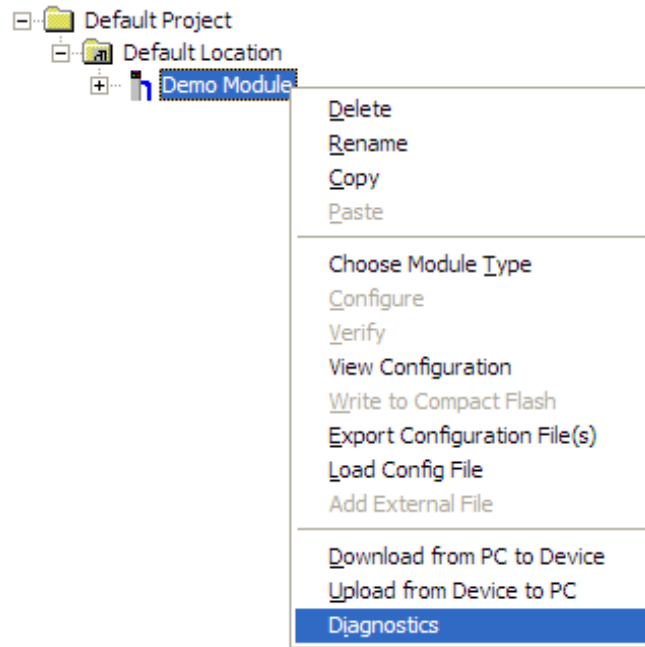 Default Project
Default Location
Demo Module
Delete
Rename
Copy
Paste
Choose Module Type
Configure
Verify
View Configuration
Write to Compact Flash
Export Configuration File(s)
Load Config File
Add External File
Download from PC to Device
Upload from Device to PC
Diagnostics